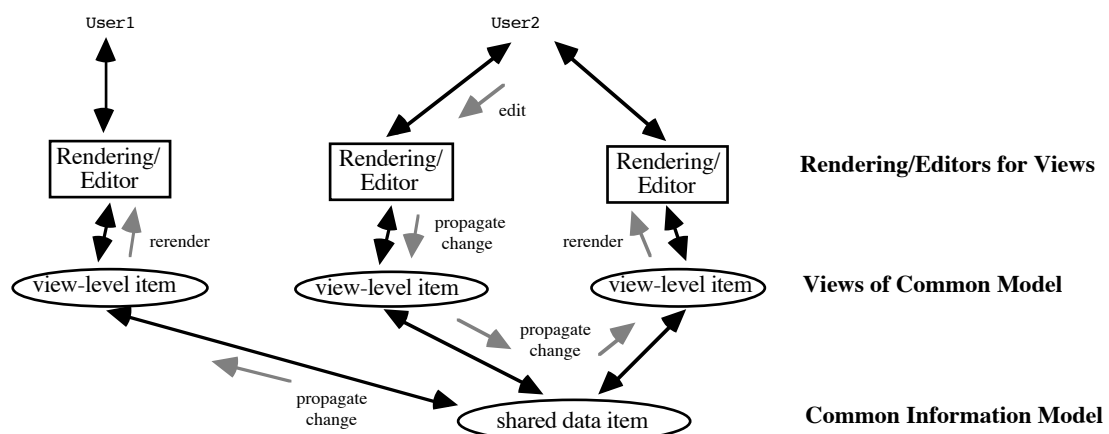 User1
User2
edit
Rendering/
Editor
Rendering/
Editor
Rendering/
Editor
Rendering/Editors for Views
rerender
propagate
change
rerender
view-level item
view-level item
view-level item
Views of Common Model
propagate
change
propagate
change
shared data item
Common Information Model